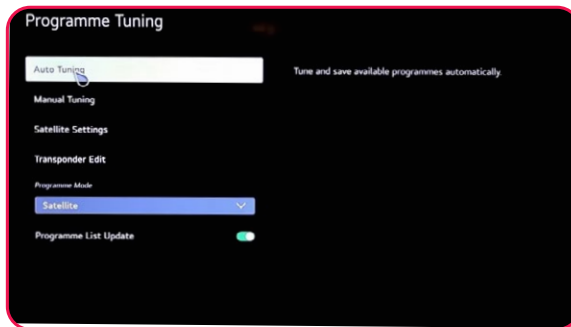 Programme Tuning
Auto Tuning
Tune and save available programmes automatically.
Manual Tuning
Satellite Settings
Transponder Edit
Programme Mode
Satellite
Programme List Update